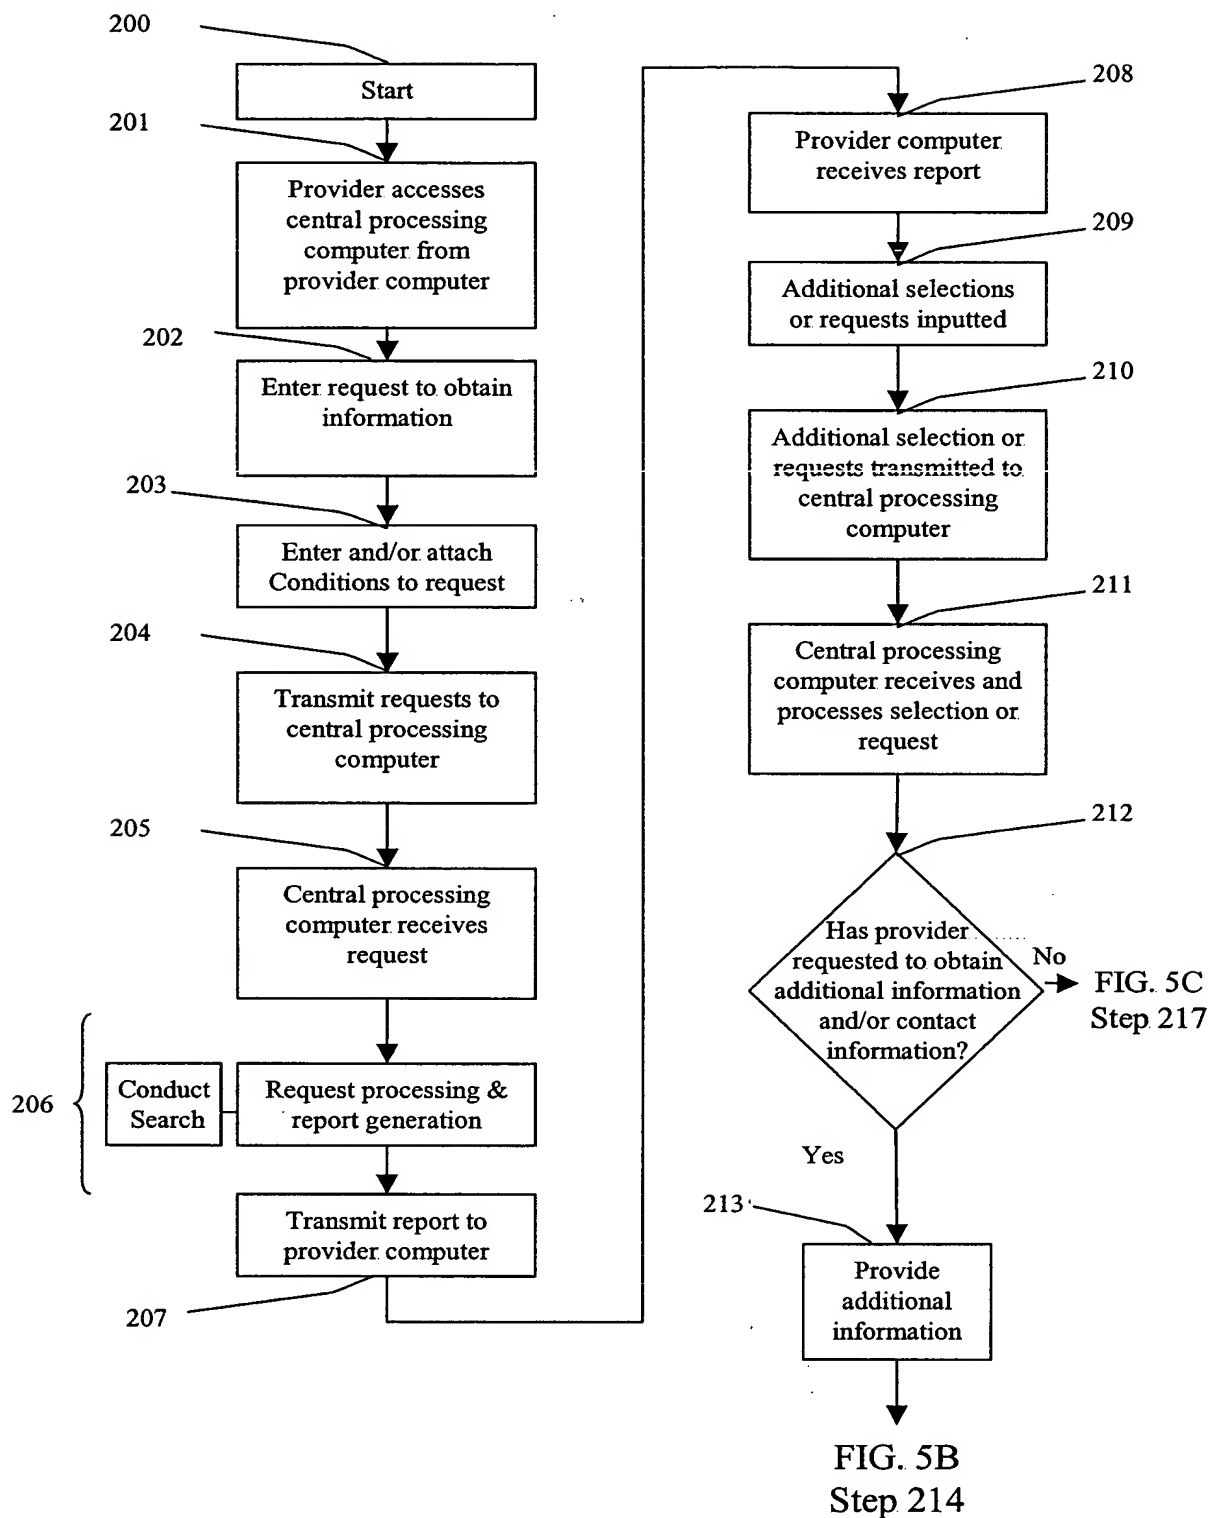 200
Start
201
Provider accesses
central processing
computer from
provider computer
202
Enter request to obtain
information
203
Enter and/or attach
Conditions to request
204
Transmit requests to
central processing
computer
205
Central processing
computer receives
request
206
Conduct
Search
Request processing &
report generation
Transmit report to
provider computer
207
208
Provider computer
receives report
209
Additional selections
or requests inputted
210
Additional selection or
requests transmitted to
central processing
computer
211
Central processing
computer receives and
processes selection or
request
212
Has provider
requested to obtain
additional information
and/or contact
information?
No
FIG. 5C
Step 217
Yes
213
Provide
additional
information
FIG. 5B
Step 214